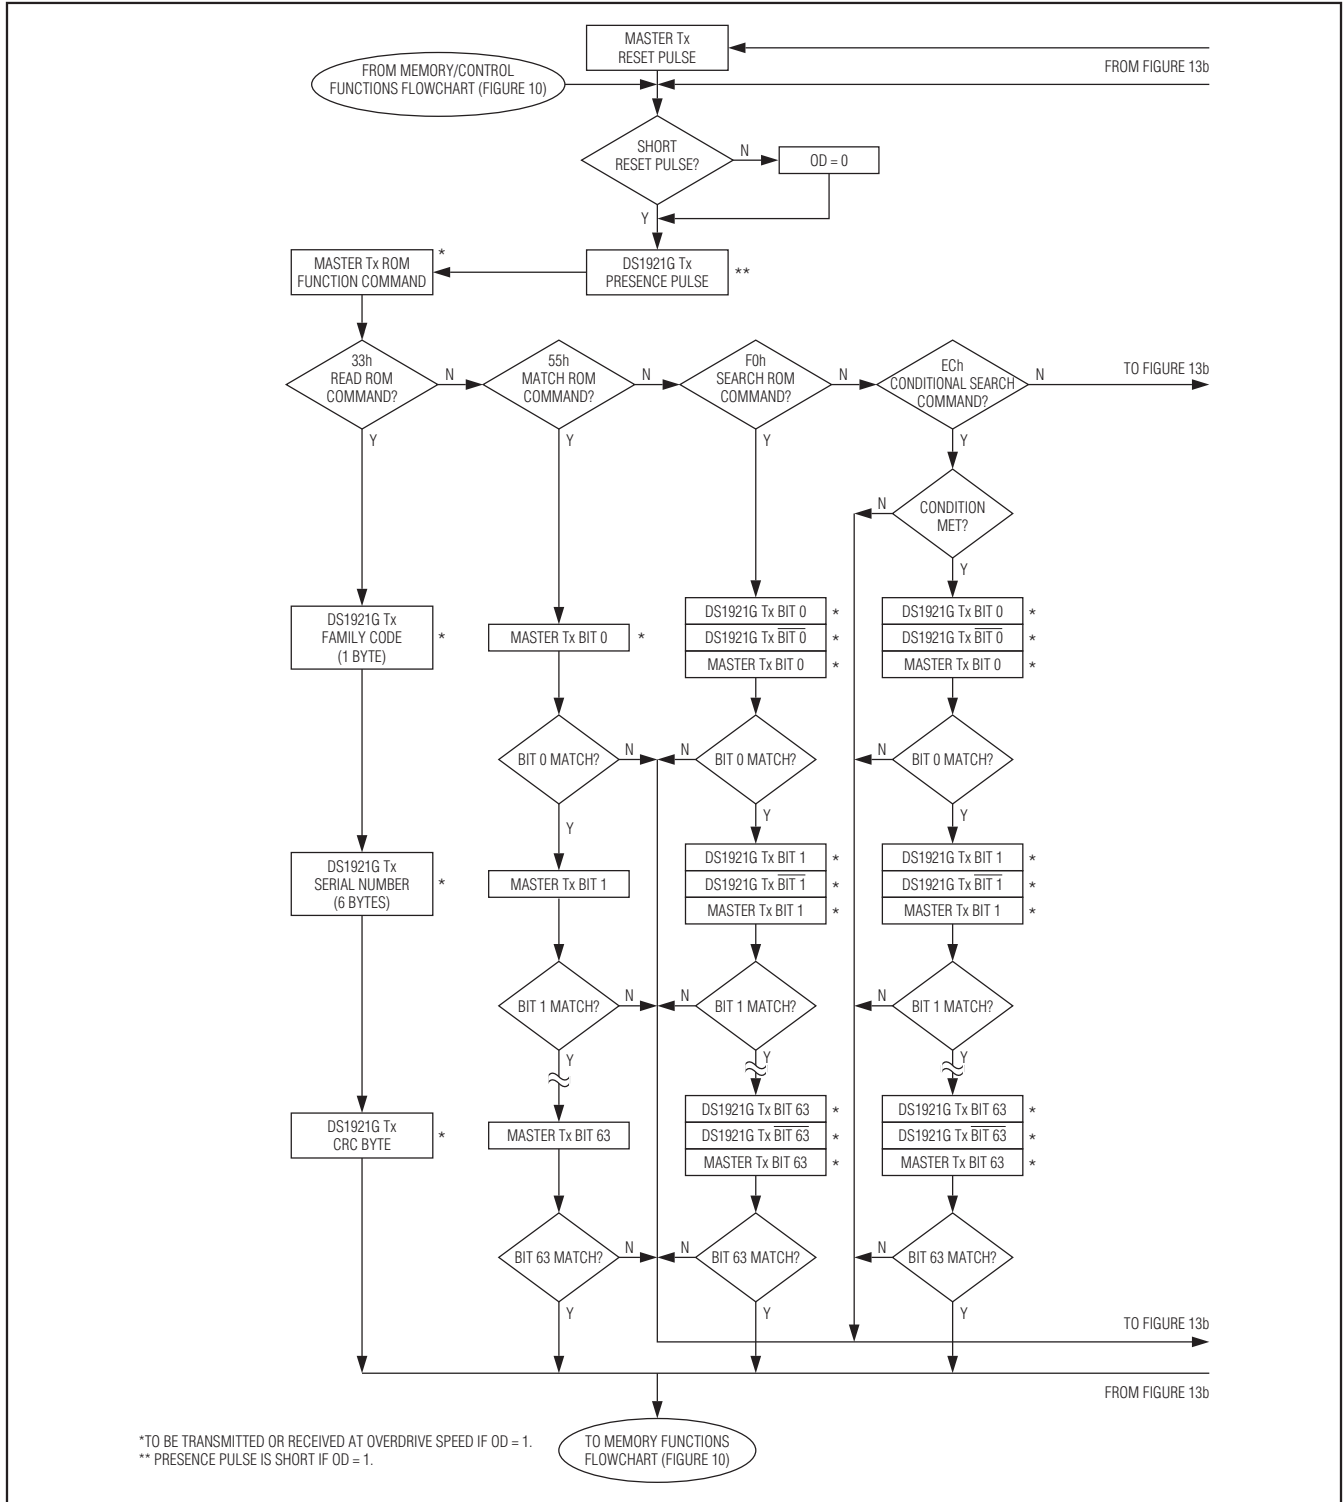 MASTER Tx
RESET PULSE
FROM FIGURE 13b
FROM MEMORY/CONTROL
FUNCTIONS FLOWCHART (FIGURE 10)
SHORT
RESET PULSE?
N
OD = 0
Y
MASTER Tx ROM
FUNCTION COMMAND
*
DS1921G Tx
PRESENCE PULSE
**
33h
READ ROM
COMMAND?
N
55h
MATCH ROM
COMMAND?
N
F0h
SEARCH ROM
COMMAND?
N
ECh
CONDITIONAL SEARCH
COMMAND?
N
TO FIGURE 13b
Y
Y
Y
Y
N
CONDITION
MET?
Y
DS1921G Tx
FAMILY CODE
(1 BYTE)
*
MASTER Tx BIT 0
*
DS1921G Tx BIT 0
*
DS1921G Tx B̅I̅T̅ ̅0̅
*
MASTER Tx BIT 0
*
DS1921G Tx BIT 0
*
DS1921G Tx B̅I̅T̅ ̅0̅
*
MASTER Tx BIT 0
*
BIT 0 MATCH?
N
N
BIT 0 MATCH?
N
BIT 0 MATCH?
Y
Y
Y
DS1921G Tx
SERIAL NUMBER
(6 BYTES)
*
MASTER Tx BIT 1
DS1921G Tx BIT 1
*
DS1921G Tx B̅I̅T̅ ̅1̅
*
MASTER Tx BIT 1
*
DS1921G Tx BIT 1
*
DS1921G Tx B̅I̅T̅ ̅1̅
*
MASTER Tx BIT 1
*
BIT 1 MATCH?
N
N
BIT 1 MATCH?
N
BIT 1 MATCH?
Y
Y
Y
DS1921G Tx
CRC BYTE
*
MASTER Tx BIT 63
DS1921G Tx BIT 63
*
DS1921G Tx B̅I̅T̅ ̅6̅3̅
*
MASTER Tx BIT 63
*
DS1921G Tx BIT 63
*
DS1921G Tx B̅I̅T̅ ̅6̅3̅
*
MASTER Tx BIT 63
*
BIT 63 MATCH?
N
N
BIT 63 MATCH?
N
BIT 63 MATCH?
Y
Y
Y
TO FIGURE 13b
FROM FIGURE 13b
*TO BE TRANSMITTED OR RECEIVED AT OVERDRIVE SPEED IF OD = 1.
** PRESENCE PULSE IS SHORT IF OD = 1.
TO MEMORY FUNCTIONS
FLOWCHART (FIGURE 10)